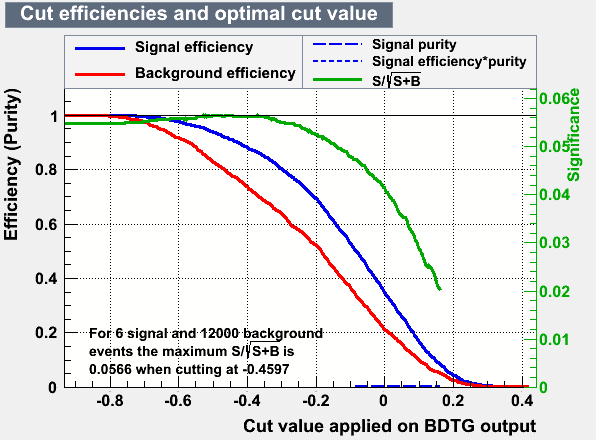 Cut efficiencies and optimal cut value
Signal efficiency
Background efficiency
Signal purity
Signal efficiency*purity
S/√S+B
Efficiency (Purity)
1
0.8
0.6
0.4
0.2
0
0.06
0.05
0.04
0.03
0.02
0.01
0
Significance
For 6 signal and 12000 background
events the maximum S/√S+B is
0.0566 when cutting at -0.4597
-0.8 -0.6 -0.4 -0.2 0 0.2 0.4
Cut value applied on BDTG output